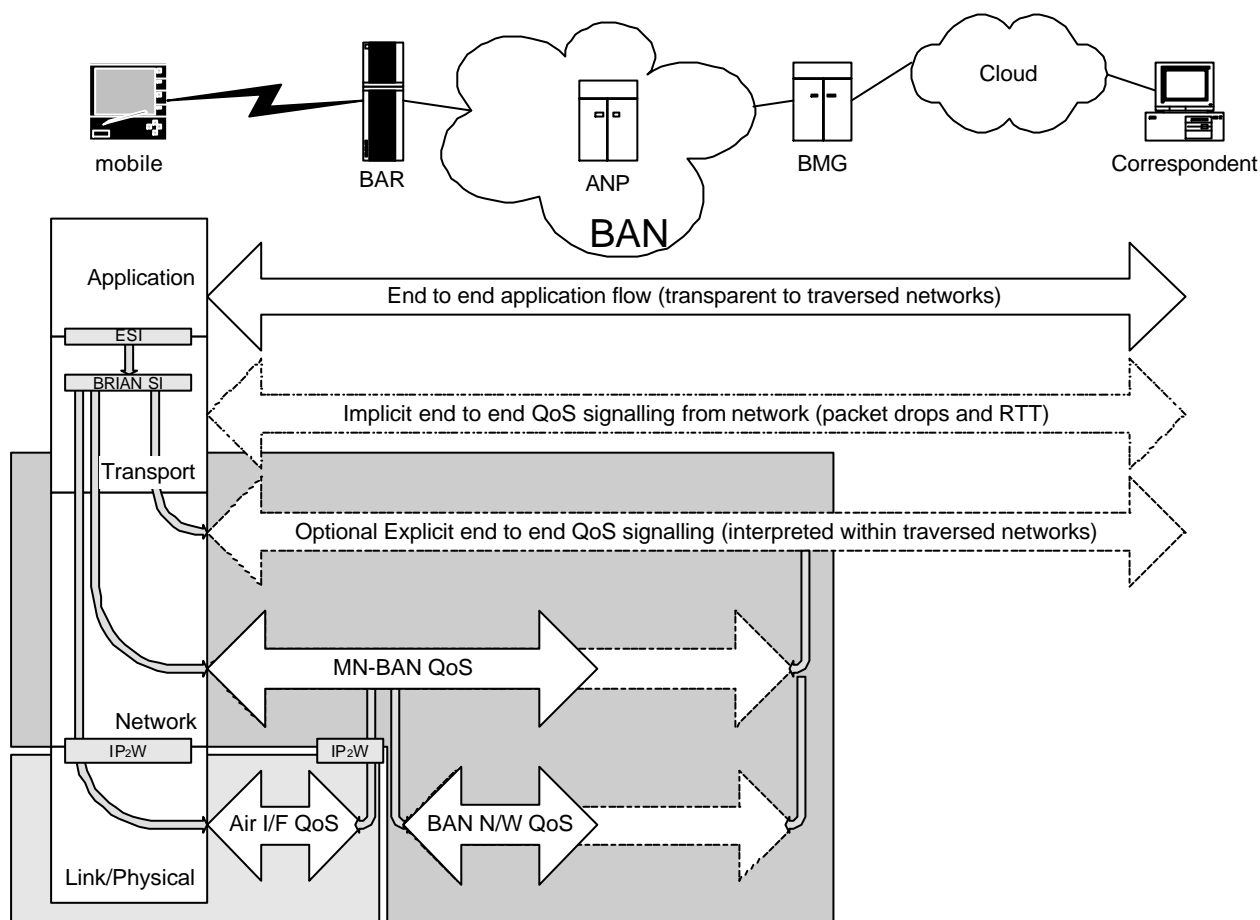 Cloud
mobile
BAR
ANP
BMG
Correspondent
BAN
Application
End to end application flow (transparent to traversed networks)
ESI
BRIAN SI
Implicit end to end QoS signalling from network (packet drops and RTT)
Transport
Optional Explicit end to end QoS signalling (interpreted within traversed networks)
MN-BAN QoS
Network
IP2W
IP2W
Air I/F QoS
BAN N/W QoS
Link/Physical